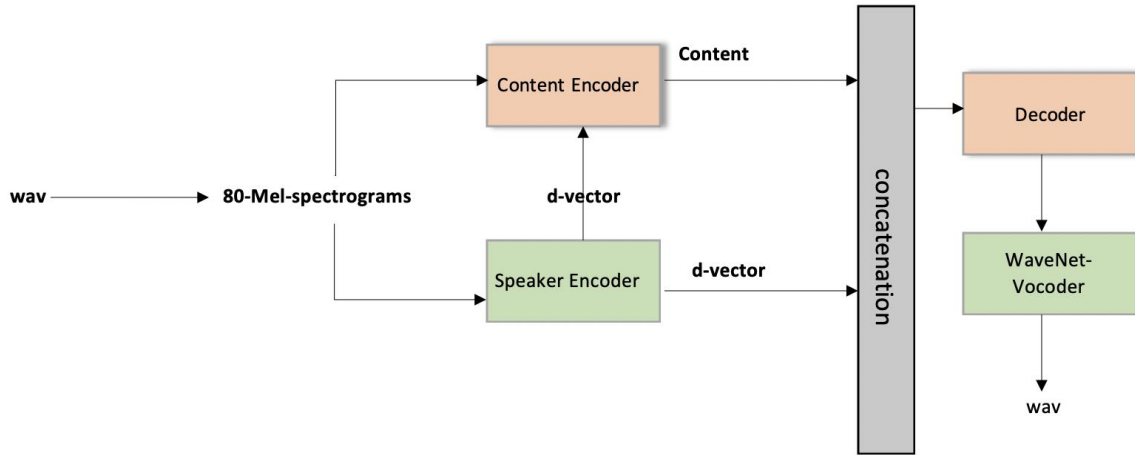 Content
Content Encoder
Decoder
concatenation
wav
80-Mel-spectrograms
d-vector
Speaker Encoder
d-vector
WaveNet-
Vocoder
wav